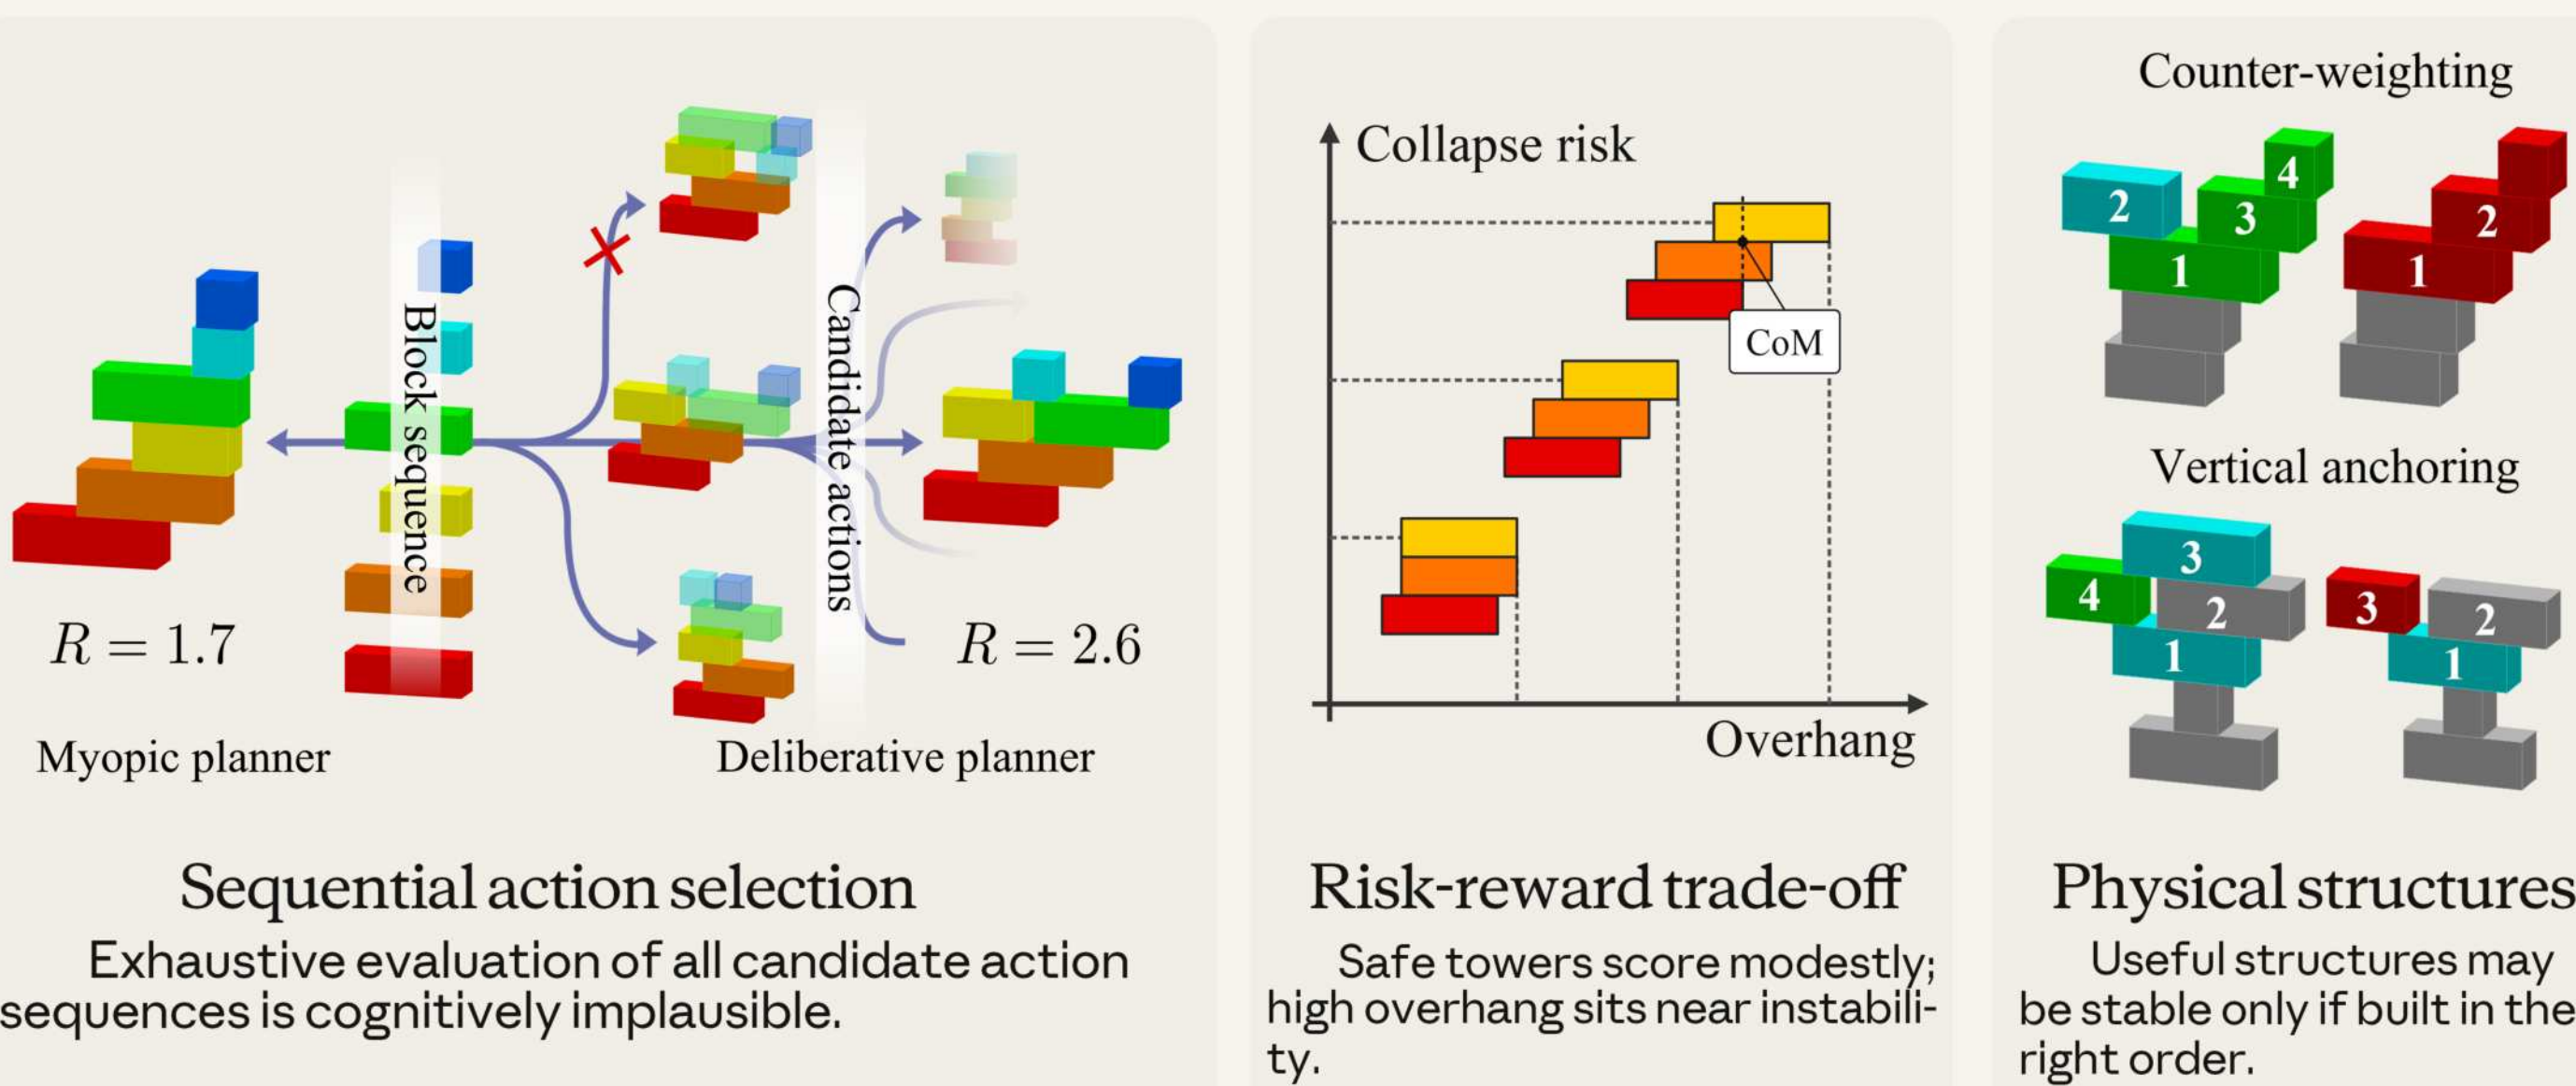 Block sequence
Candidate actions
R = 1.7
R = 2.6
Myopic planner
Deliberative planner
Sequential action selection
Exhaustive evaluation of all candidate action
sequences is cognitively implausible.
Collapse risk
CoM
Overhang
Risk-reward trade-off
Safe towers score modestly;
high overhang sits near instabili-
ty.
Counter-weighting
2
3
4
1
1
2
Vertical anchoring
3
4
2
1
3
2
1
Physical structures
Useful structures may
be stable only if built in the
right order.